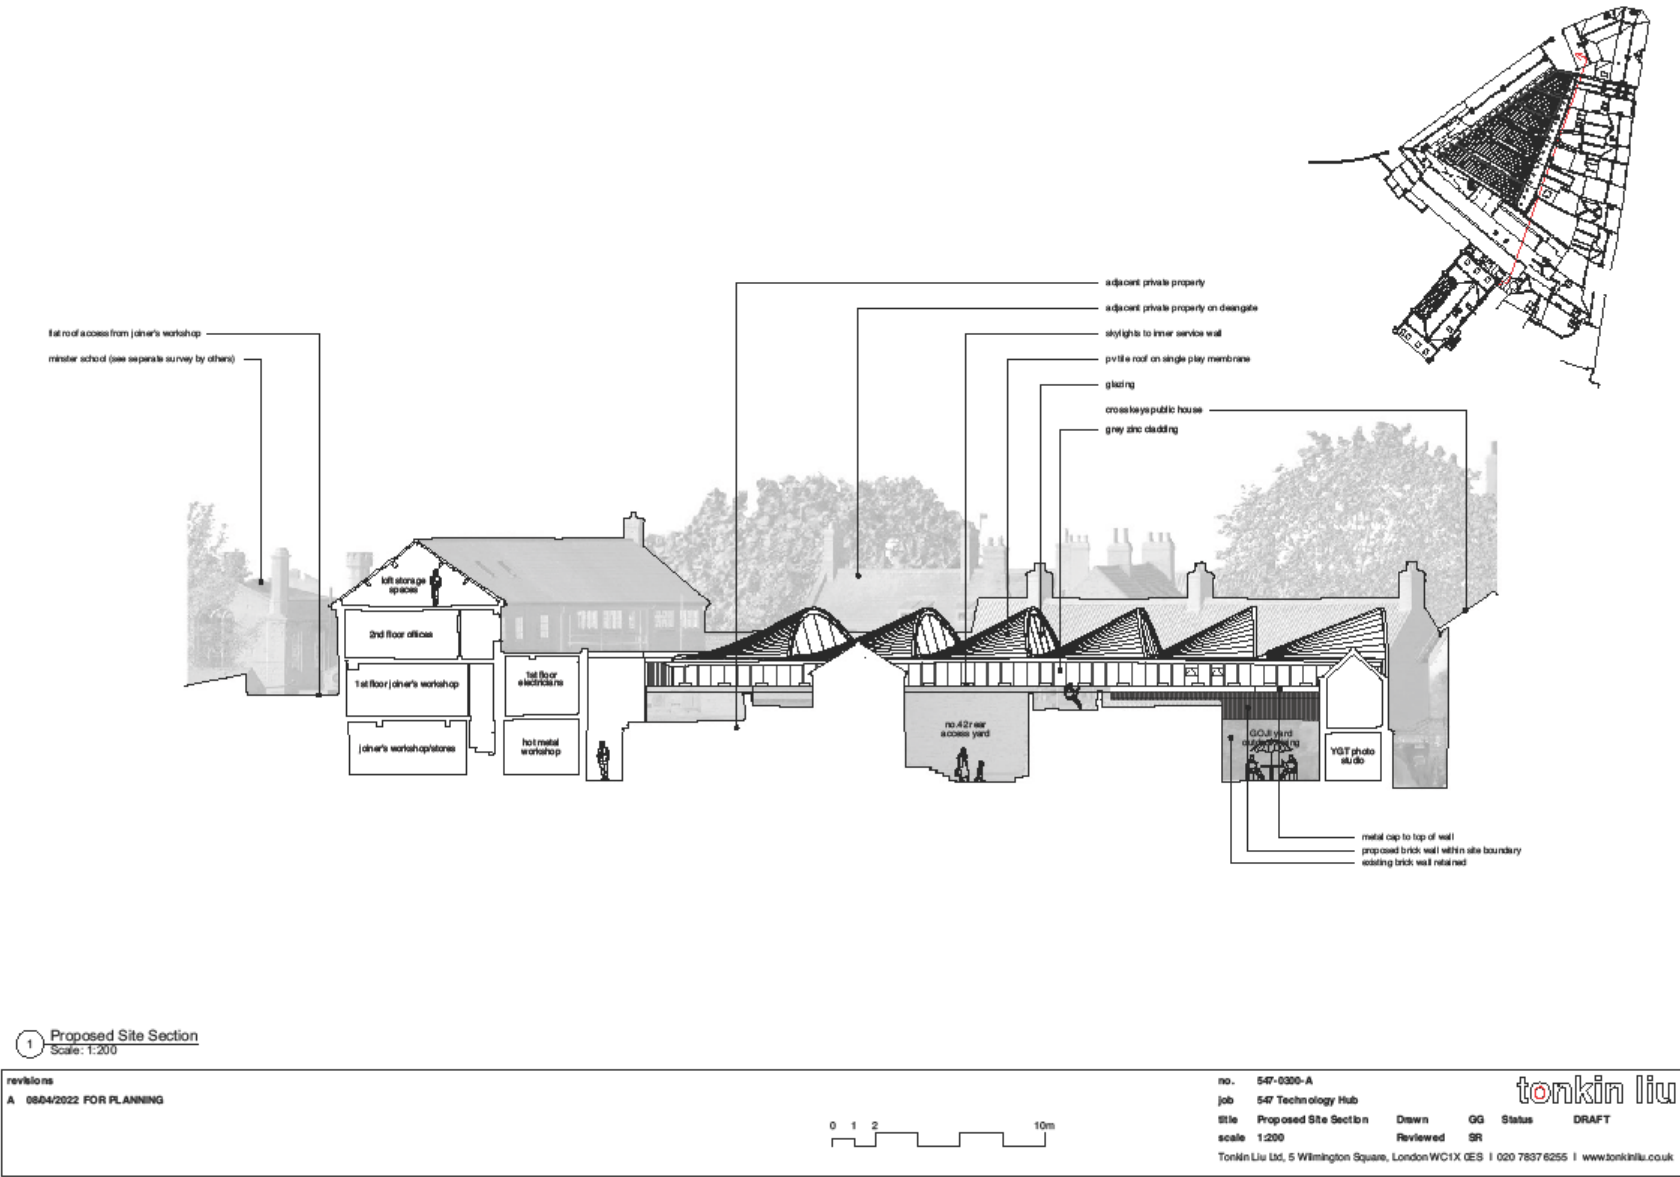 adjacent private property
adjacent private property on deangate
flat roof access from joiner's workshop
skylights to inner service wall
minster school (see seperate survey by others)
pv tile roof on single play membrane
glazing
cross keys public house
grey zinc cladding
loft storage
spaces
2nd floor offices
1st floor joiner's workshop
1st floor
electricians
joiner's workshop/stores
hot metal
workshop
no.42 rear
access yard
GOJI yard
YGT photo
studio
metal cap to top of wall
proposed brick wall within site boundary
existing brick wall retained
1
Proposed Site Section
Scale: 1:200
revisions
A 08/04/2022 FOR PLANNING
0 1 2 10m
no. 547-0300-A
job 547 Technology Hub
title Proposed Site Section Drawn GG Status DRAFT
scale 1:200 Reviewed SR
Tonkin Liu Ltd, 5 Wilmington Square, London WC1X 0ES | 020 7837 6255 | www.tonkinliu.co.uk
tonkin liu